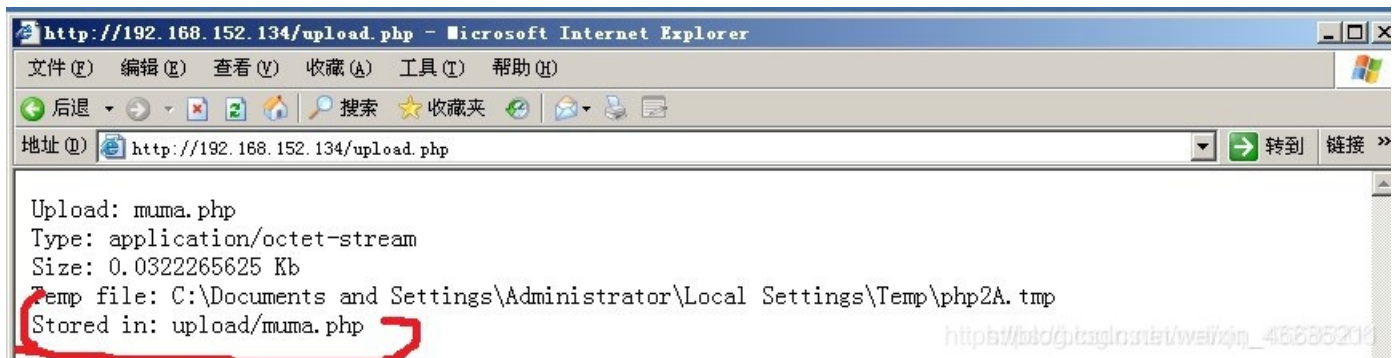 http://192.168.152.134/upload.php - Microsoft Internet Explorer
文件(F) 编辑(E) 查看(V) 收藏(A) 工具(T) 帮助(H)
后退 搜索 收藏夹
地址(D) http://192.168.152.134/upload.php 转到 链接 »
Upload: muma.php
Type: application/octet-stream
Size: 0.0322265625 Kb
Temp file: C:\Documents and Settings\Administrator\Local Settings\Temp\php2A.tmp
Stored in: upload/muma.php